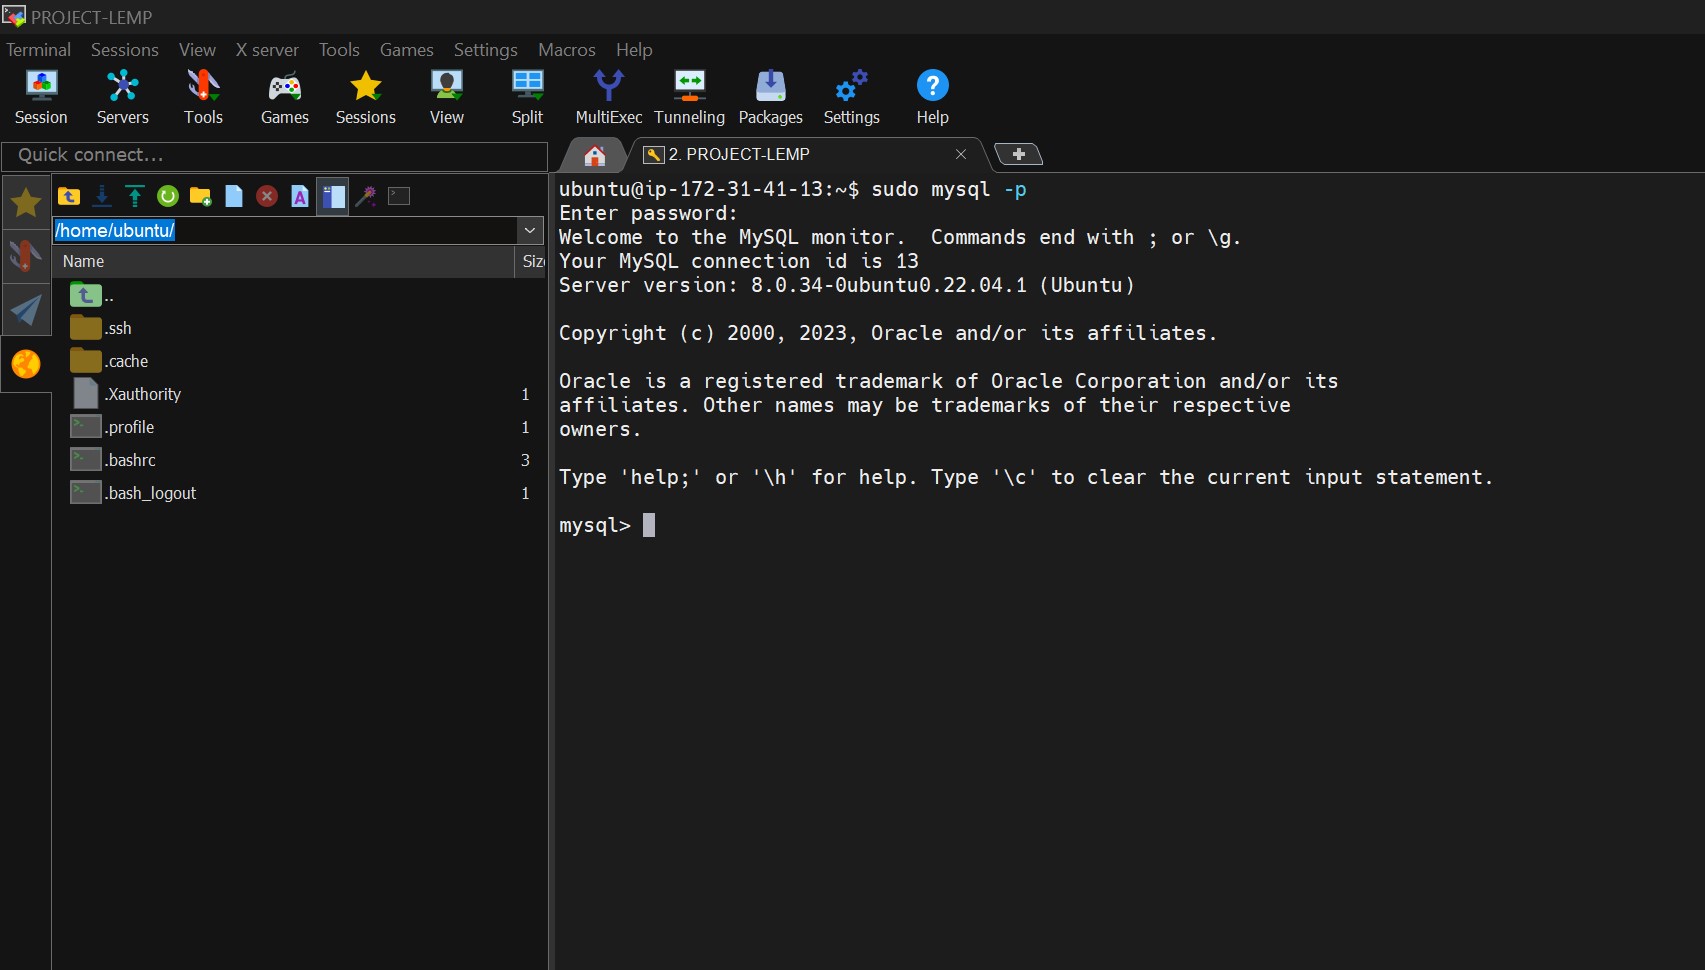 PROJECT-LEMP
Terminal Sessions View X server Tools Games Settings Macros Help
Session Servers Tools Games Sessions View Split MultiExec Tunneling Packages Settings Help
Quick connect...
2. PROJECT-LEMP
/home/ubuntu/
Name Size
..
.ssh
.cache
.Xauthority 1
.profile 1
.bashrc 3
.bash_logout 1
ubuntu@ip-172-31-41-13:~$ sudo mysql -p
Enter password:
Welcome to the MySQL monitor.  Commands end with ; or \g.
Your MySQL connection id is 13
Server version: 8.0.34-0ubuntu0.22.04.1 (Ubuntu)
Copyright (c) 2000, 2023, Oracle and/or its affiliates.
Oracle is a registered trademark of Oracle Corporation and/or its
affiliates. Other names may be trademarks of their respective
owners.
Type 'help;' or '\h' for help. Type '\c' to clear the current input statement.
mysql>